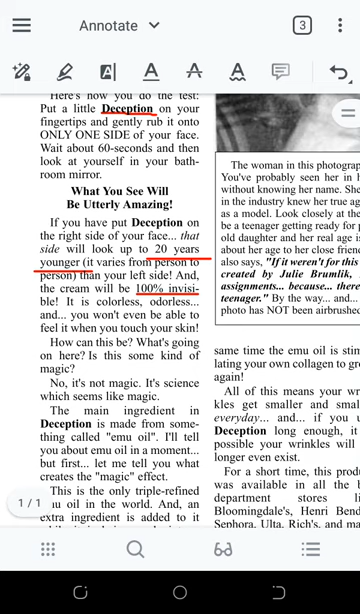 Annotate
3
Here's how you do the test:
Put a little Deception on your
fingertips and gently rub it onto
ONLY ONE SIDE of your face.
Wait about 60-seconds and then
look at yourself in your bath-
room mirror.
What You See Will
Be Utterly Amazing!
If you have put Deception on
the right side of your face... that
side will look up to 20 years
younger (it varies from person to
person) than your left side! And,
the cream will be 100% invisi-
ble! It is colorless, odorless...
and... you won't even be able to
feel it when you touch your skin!
How can this be? What's going
on here? Is this some kind of
magic?
No, it's not magic. It's science
which seems like magic.
The main ingredient in
Deception is made from some-
thing called "emu oil". I'll tell
you about emu oil in a moment...
but first... let me tell you what
creates the "magic" effect.
This is the only triple-refined
emu oil in the world. And, an
extra ingredient is added to it
The woman in this photograp
You've probably seen her in h
without knowing her name. She
in the industry knew her true ag
as a model. Look closely at the
be a teenager getting ready for p
old daughter and her real age is
about her age to her close frien
also says, "If it weren't for this
created by Julie Brumlik,
assignments... because... there
teenager." By the way... and...
photo has NOT been airbrushed
same time the emu oil is stim
lating your own collagen to gro
again!
All of this means your wr
kles get smaller and smal
everyday... and... if you u
Deception long enough, it
possible your wrinkles will
longer even exist.
For a short time, this produ
was available in all the b
department stores li
Bloomingdale's, Henri Bend
Sephora, Ulta, Rich's, and ma
1 / 1